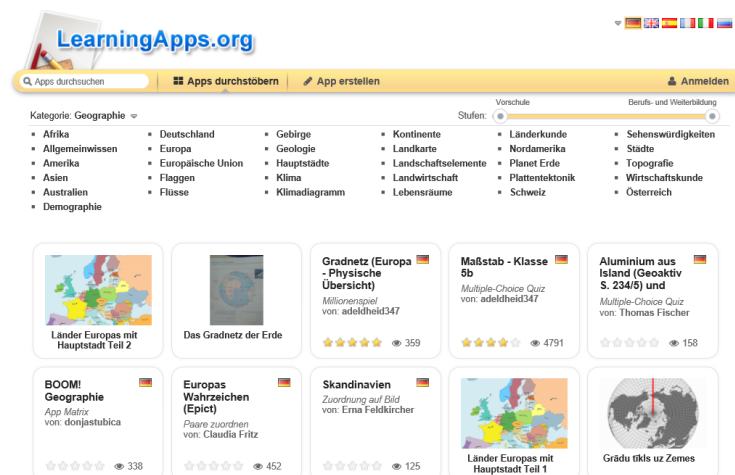 LearningApps.org
Apps durchsuchen
Apps durchstöbern
App erstellen
Anmelden
Kategorie: Geographie
Stufen:
Vorschule
Berufs- und Weiterbildung
Afrika
Allgemeinwissen
Amerika
Asien
Australien
Demographie
Deutschland
Europa
Europäische Union
Flaggen
Flüsse
Gebirge
Geologie
Hauptstädte
Klima
Klimadiagramm
Kontinente
Landkarte
Landschaftselemente
Landwirtschaft
Lebensräume
Länderkunde
Nordamerika
Planet Erde
Plattentektonik
Schweiz
Sehenswürdigkeiten
Städte
Topografie
Wirtschaftskunde
Österreich
Länder Europas mit
Hauptstadt Teil 2
Das Gradnetz der Erde
Gradnetz (Europa
- Physische
Übersicht)
Millionenspiel
von: adeldheid347
359
Maßstab - Klasse
5b
Multiple-Choice Quiz
von: adeldheid347
4791
Aluminium aus
Island (Geoaktiv
S. 234/5) und
Multiple-Choice Quiz
von: Thomas Fischer
158
BOOM!
Geographie
App Matrix
von: donjastubica
338
Europas
Wahrzeichen
(Epict)
Paare zuordnen
von: Claudia Fritz
452
Skandinavien
Zuordnung auf Bild
von: Erna Feldkircher
125
Länder Europas mit
Hauptstadt Teil 1
Grādu tīkls uz Zemes